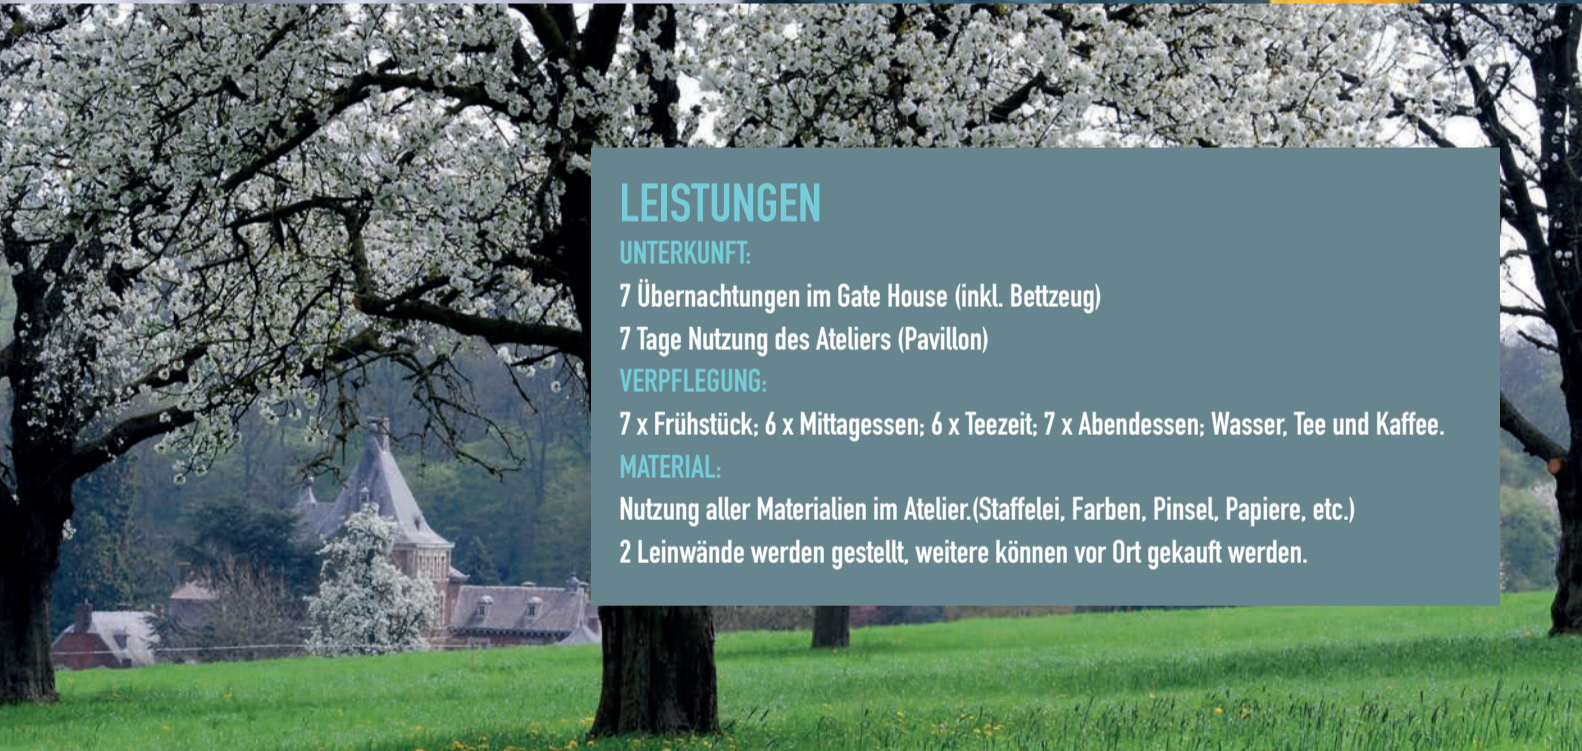 LEISTUNGEN
UNTERKUNFT:
7 Übernachtungen im Gate House (inkl. Bettzeug)
7 Tage Nutzung des Ateliers (Pavillon)
VERPFLEGUNG:
7 x Frühstück; 6 x Mittagessen; 6 x Teezeit; 7 x Abendessen; Wasser, Tee und Kaffee.
MATERIAL:
Nutzung aller Materialien im Atelier.(Staffelei, Farben, Pinsel, Papiere, etc.)
2 Leinwände werden gestellt, weitere können vor Ort gekauft werden.